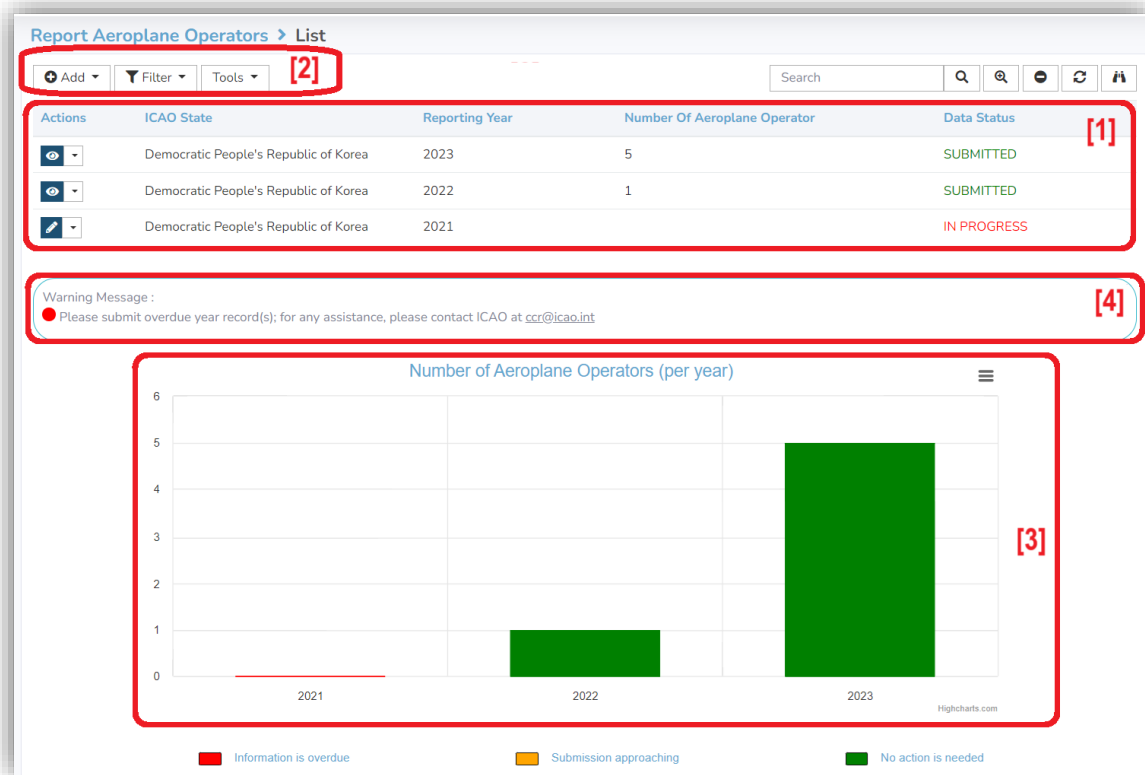 Report Aeroplane Operators > List
Add Filter Tools [2] Search
Actions ICAO State Reporting Year Number Of Aeroplane Operator Data Status [1]
Democratic People's Republic of Korea 2023 5 SUBMITTED
Democratic People's Republic of Korea 2022 1 SUBMITTED
Democratic People's Republic of Korea 2021 IN PROGRESS
Warning Message : [4]
Please submit overdue year record(s); for any assistance, please contact ICAO at ccr@icao.int
Number of Aeroplane Operators (per year)
6
5
4
3 [3]
2
1
0
2021 2022 2023
Highcharts.com
Information is overdue Submission approaching No action is needed